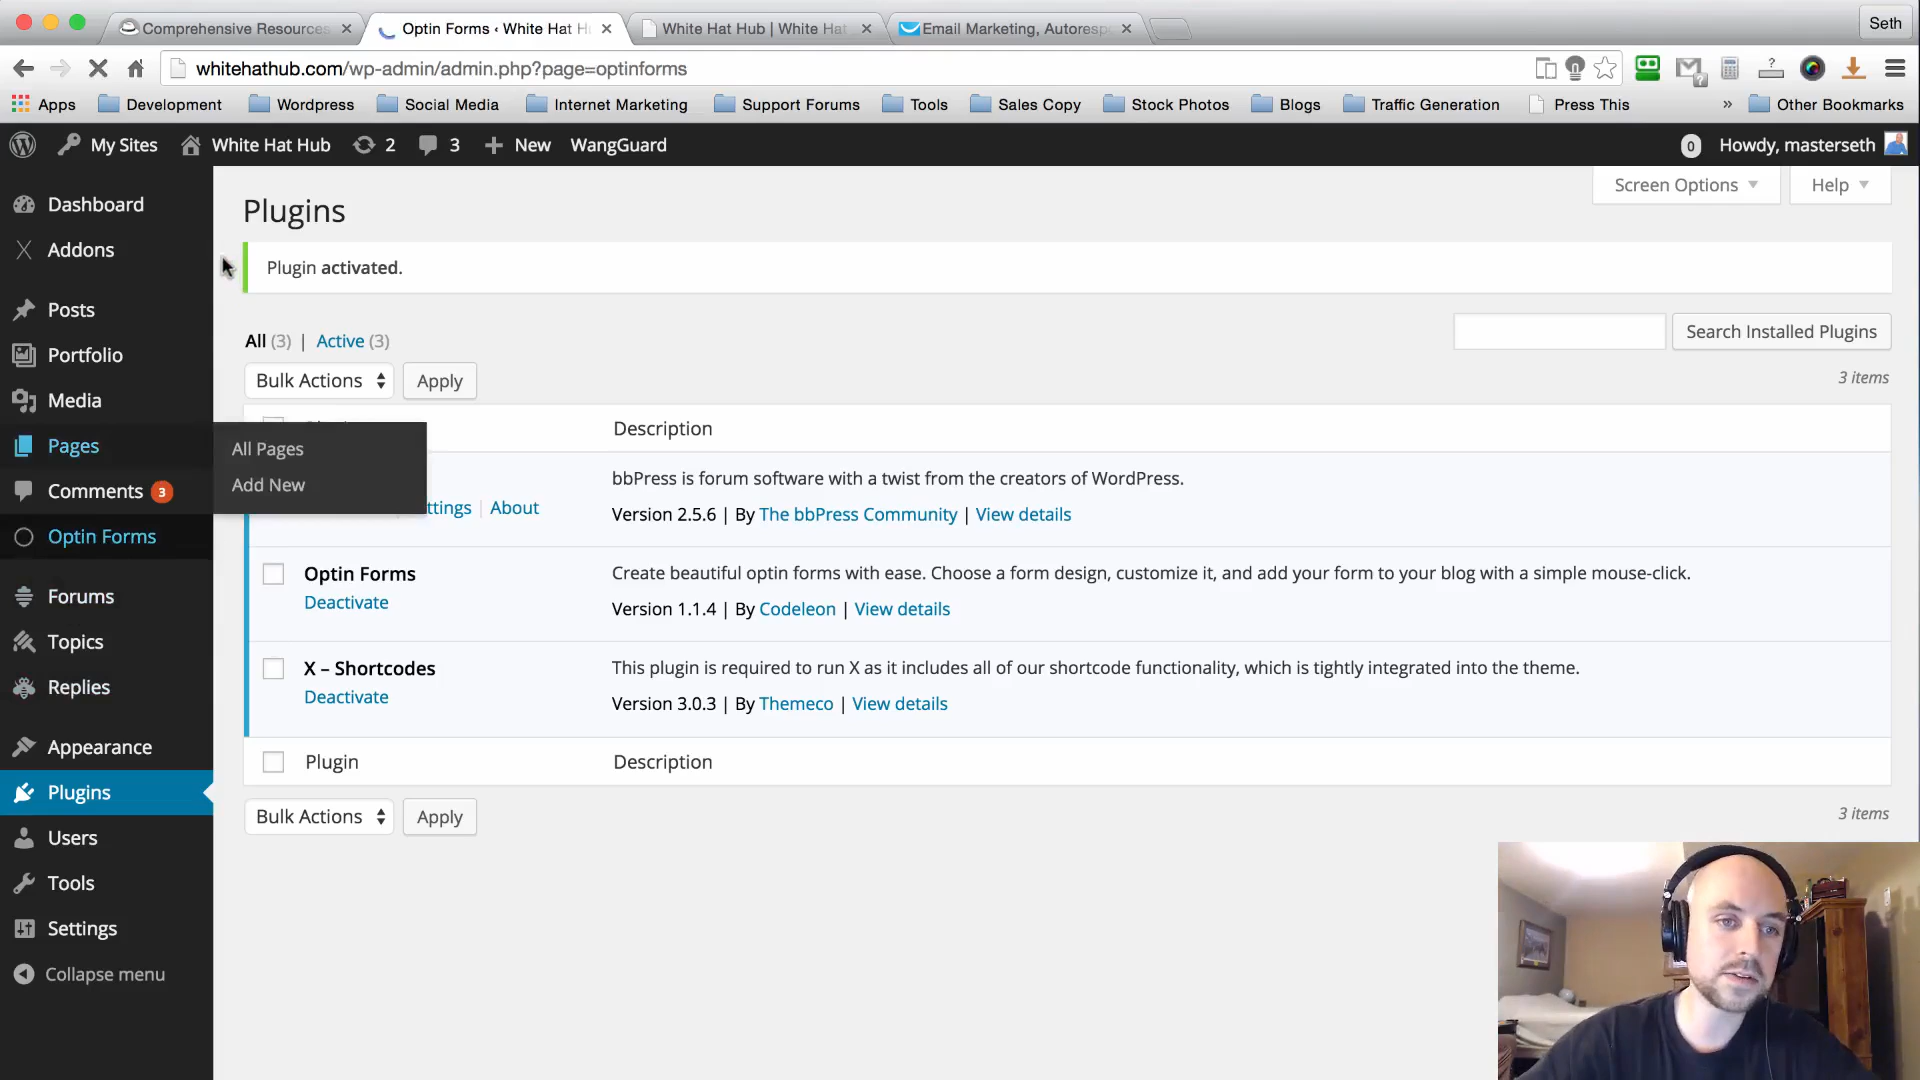 Comprehensive Resources
Optin Forms ‹ White Hat H
White Hat Hub | White Hat
Email Marketing, Autoresp
Seth
whitehathub.com/wp-admin/admin.php?page=optinforms
Apps Development Wordpress Social Media Internet Marketing Support Forums Tools Sales Copy Stock Photos Blogs Traffic Generation Press This » Other Bookmarks
My Sites White Hat Hub 2 3 New WangGuard 0 Howdy, masterseth
Screen Options Help
Dashboard
Addons
Posts
Portfolio
Media
Pages
All Pages
Add New
Comments 3
Optin Forms
Forums
Topics
Replies
Appearance
Plugins
Users
Tools
Settings
Collapse menu
Plugins
Plugin activated.
All (3) | Active (3)
Search Installed Plugins
Bulk Actions Apply
3 items
Description
bbPress is forum software with a twist from the creators of WordPress.
ttings | About
Version 2.5.6 | By The bbPress Community | View details
Optin Forms
Deactivate
Create beautiful optin forms with ease. Choose a form design, customize it, and add your form to your blog with a simple mouse-click.
Version 1.1.4 | By Codeleon | View details
X – Shortcodes
Deactivate
This plugin is required to run X as it includes all of our shortcode functionality, which is tightly integrated into the theme.
Version 3.0.3 | By Themeco | View details
Plugin Description
Bulk Actions Apply
3 items